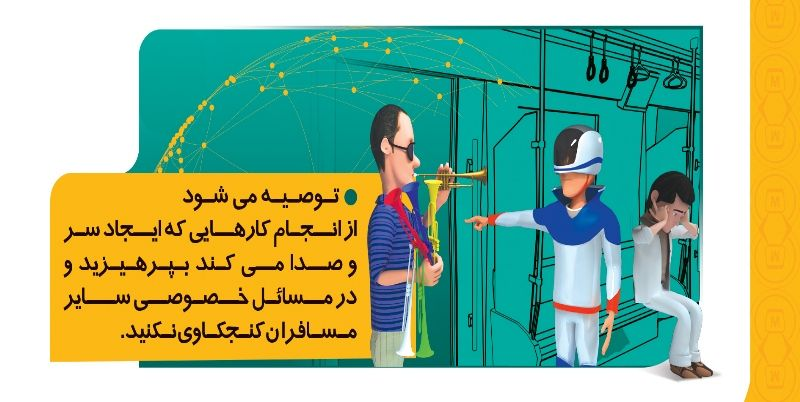 توصیه می شود
از انجام کارهایی که ایجاد سر
و صدا می کند بپرهیزید و
در مسائل خصوصی سایر
مسافران کنجکاوی نکنید.